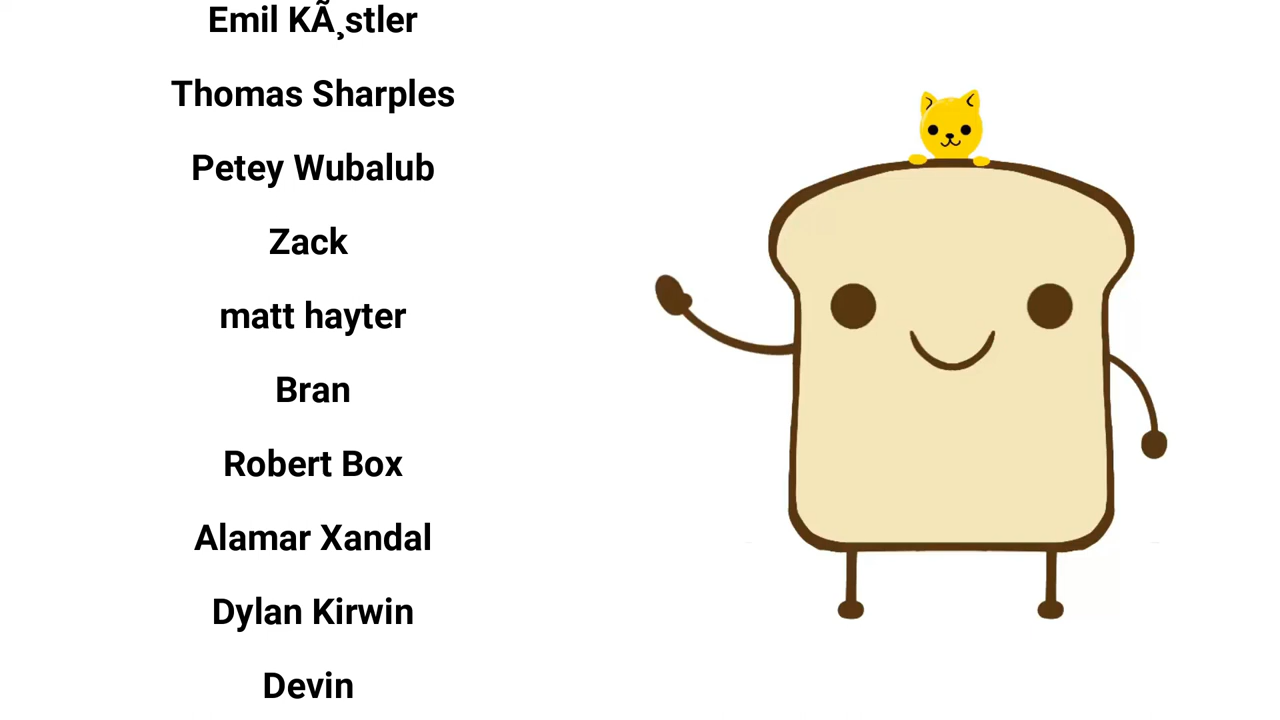 Emil KÃ¸stler
Thomas Sharples
Petey Wubalub
Zack
matt hayter
Bran
Robert Box
Alamar Xandal
Dylan Kirwin
Devin